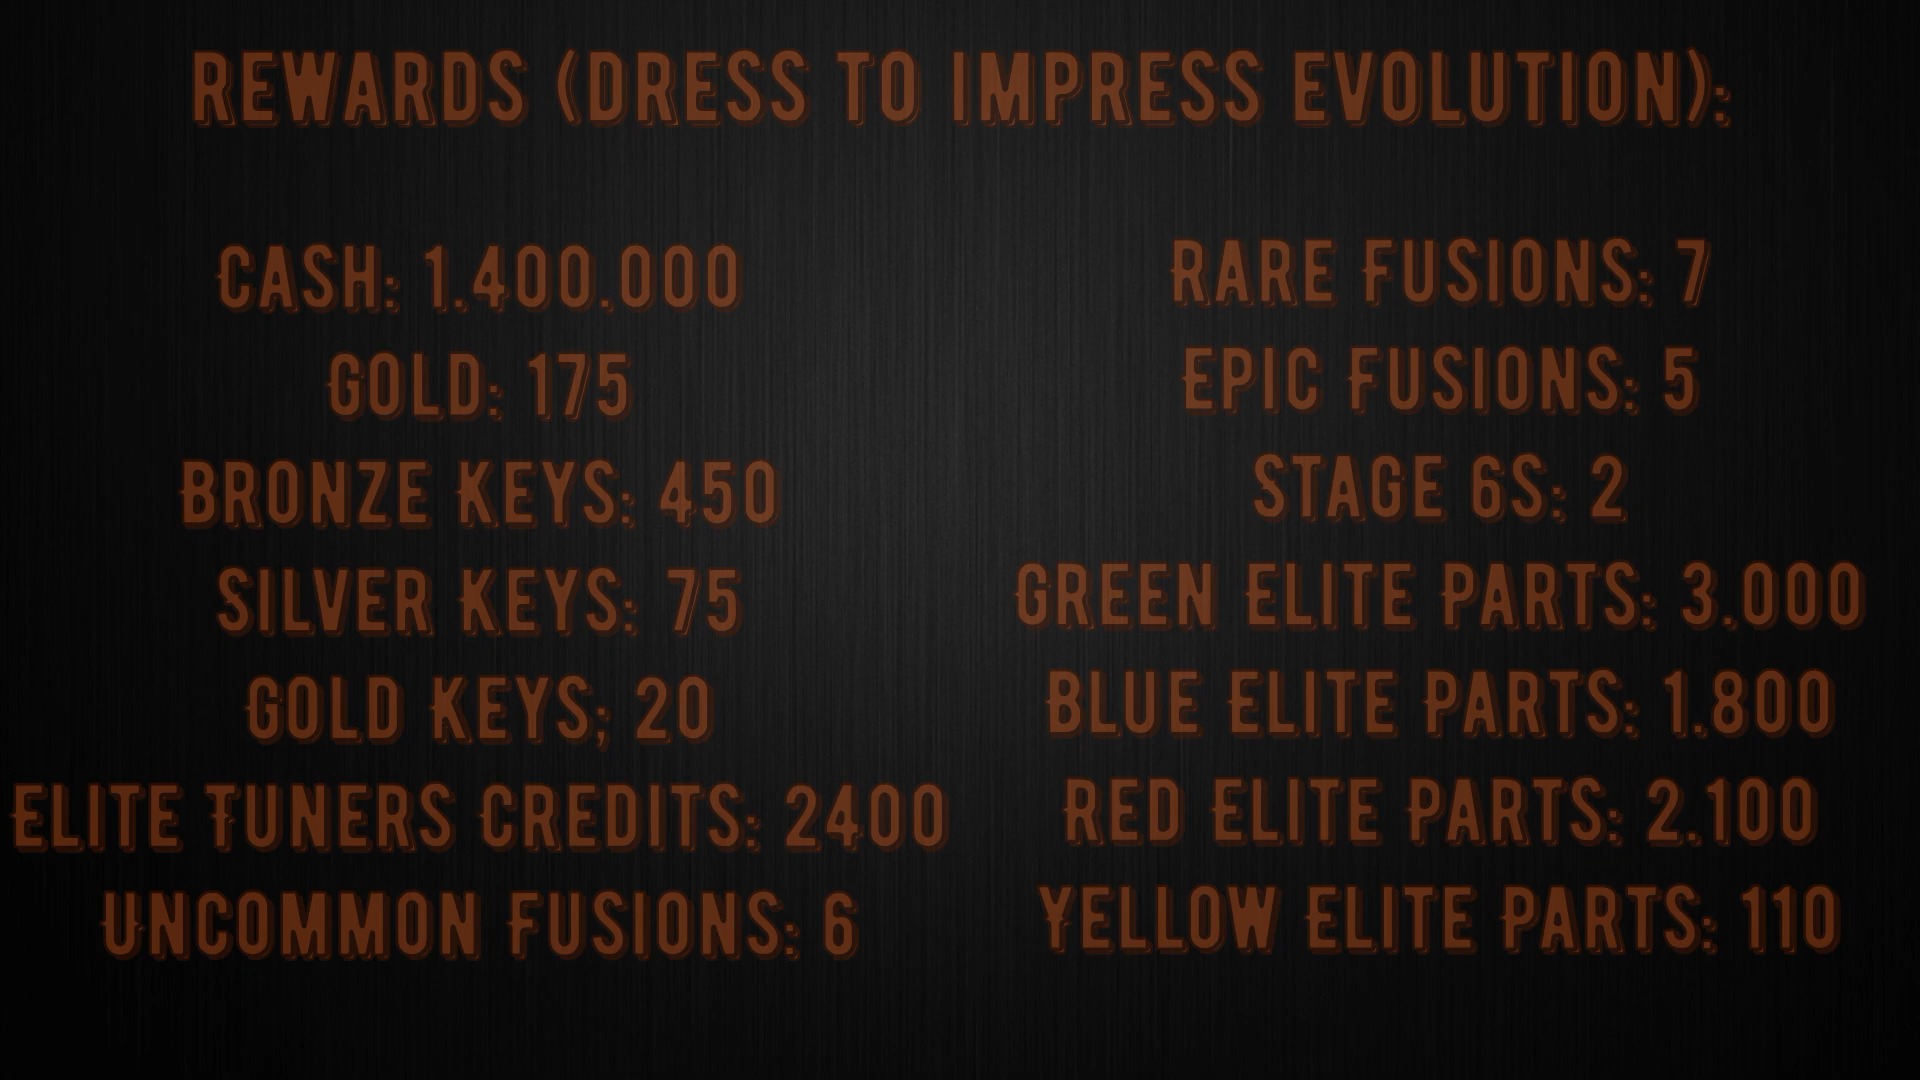 REWARDS (DRESS TO IMPRESS EVOLUTION):
CASH: 1.400.000
GOLD: 175
BRONZE KEYS: 450
SILVER KEYS: 75
GOLD KEYS; 20
ELITE TUNERS CREDITS: 2400
UNCOMMON FUSIONS: 6
RARE FUSIONS: 7
EPIC FUSIONS: 5
STAGE 6S: 2
GREEN ELITE PARTS: 3.000
BLUE ELITE PARTS: 1.800
RED ELITE PARTS: 2.100
YELLOW ELITE PARTS: 110